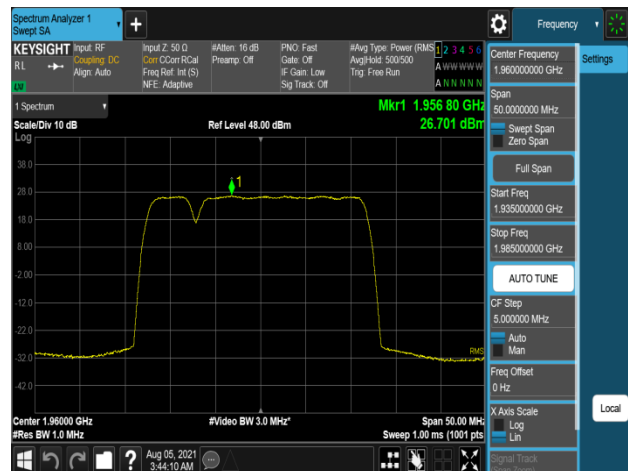 Spectrum Analyzer 1
Swept SA
Frequency
KEYSIGHT
RL
LXI
Input: RF
Coupling: DC
Align: Auto
Input Z: 50 Ω
Corr CCorr RCal
Freq Ref: Int (S)
NFE: Adaptive
#Atten: 16 dB
Preamp: Off
PNO: Fast
Gate: Off
IF Gain: Low
Sig Track: Off
#Avg Type: Power (RMS
Avg|Hold: 500/500
Trig: Free Run
1 2 3 4 5 6
A W W W W W
A N N N N N
1 Spectrum
Scale/Div 10 dB
Log
Ref Level 48.00 dBm
Mkr1 1.956 80 GHz
26.701 dBm
38.0
28.0
18.0
8.00
-2.00
-12.0
-22.0
-32.0
-42.0
1
RMS
Center 1.96000 GHz
#Res BW 1.0 MHz
#Video BW 3.0 MHz*
Span 50.00 MHz
Sweep 1.00 ms (1001 pts
Aug 05, 2021
3:44:10 AM
Center Frequency
1.960000000 GHz
Span
50.0000000 MHz
Swept Span
Zero Span
Full Span
Start Freq
1.935000000 GHz
Stop Freq
1.985000000 GHz
AUTO TUNE
CF Step
5.000000 MHz
Auto
Man
Freq Offset
0 Hz
X Axis Scale
Log
Lin
Signal Track
Settings
Local